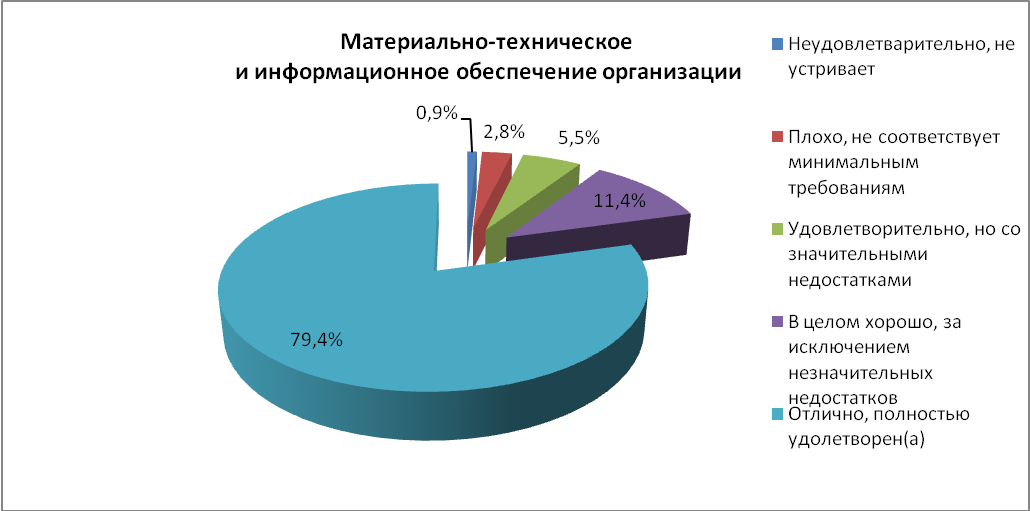 Материально-техническое
и информационное обеспечение организации
0,9%
2,8%
5,5%
11,4%
79,4%
Неудовлетварительно, не
устривает
Плохо, не соответствует
минимальным
требованиям
Удовлетворительно, но со
значительными
недостатками
В целом хорошо, за
исключением
незначительных
недостатков
Отлично, полностью
удолетворен(а)